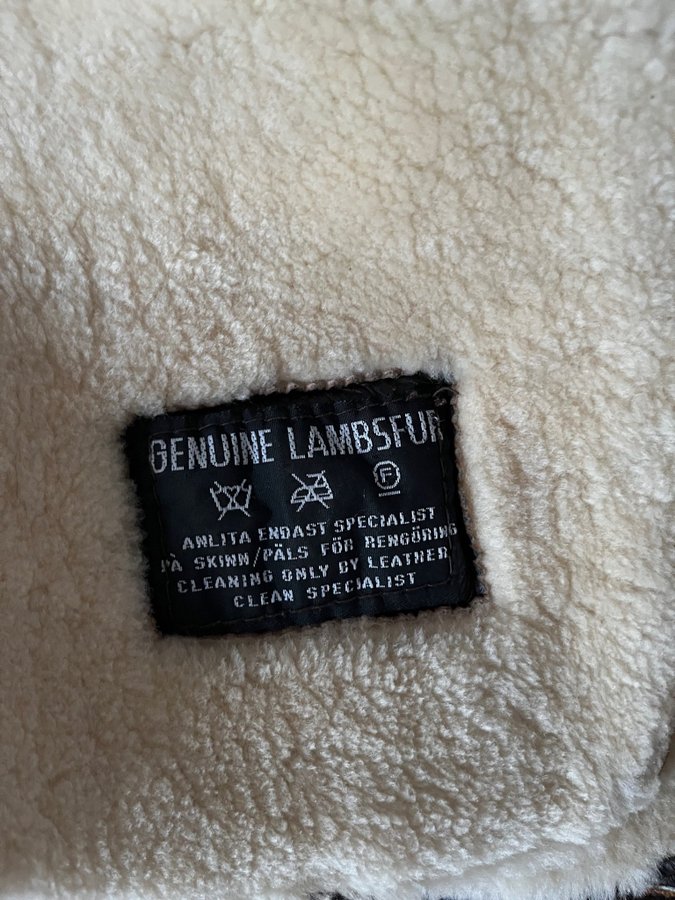 GENUINE LAMBSFUR
F
ANLITA ENDAST SPECIALIST
PÅ SKINN/PÄLS FÖR RENGÖRING
CLEANING ONLY BY LEATHER
CLEAN SPECIALIST